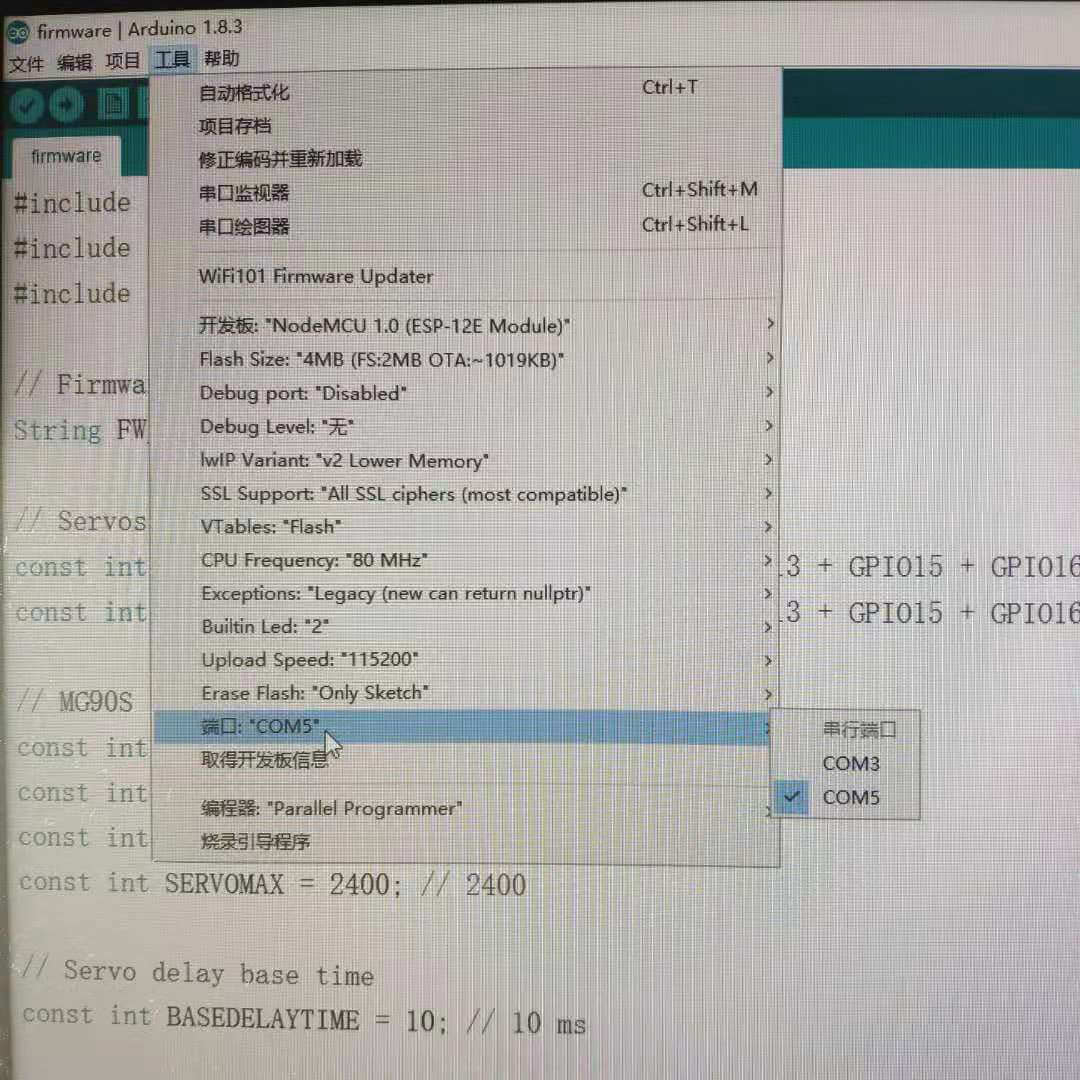 firmware | Arduino 1.8.3
文件 编辑 项目 工具 帮助
自动格式化 Ctrl+T
项目存档
修正编码并重新加载
串口监视器 Ctrl+Shift+M
串口绘图器 Ctrl+Shift+L
WiFi101 Firmware Updater
开发板: "NodeMCU 1.0 (ESP-12E Module)"
Flash Size: "4MB (FS:2MB OTA:~1019KB)"
Debug port: "Disabled"
Debug Level: "无"
lwIP Variant: "v2 Lower Memory"
SSL Support: "All SSL ciphers (most compatible)"
VTables: "Flash"
CPU Frequency: "80 MHz"
Exceptions: "Legacy (new can return nullptr)"
Builtin Led: "2"
Upload Speed: "115200"
Erase Flash: "Only Sketch"
端口: "COM5"
取得开发板信息
编程器: "Parallel Programmer"
烧录引导程序
串行端口
COM3
COM5
firmware
#include
#include
#include
// Firmwa
String FW_
// Servos
const int 3 + GPIO15 + GPIO16
const int 3 + GPIO15 + GPIO16
// MG90S
const int
const int
const int
const int SERVOMAX = 2400; // 2400
// Servo delay base time
const int BASEDELAYTIME = 10; // 10 ms